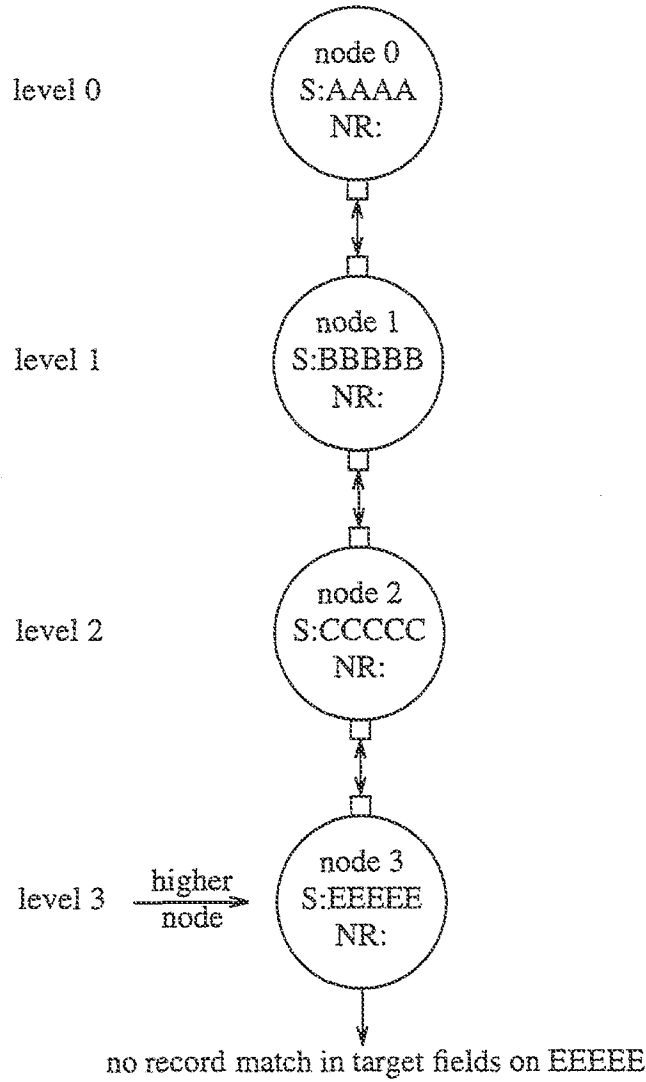 node 0
level 0
S:AAAA
NR:
node 1
level 1
S:BBBBB
NR:
node 2
level 2
S:CCCCC
NR:
node 3
level 3
higher
node
S:EEEEE
NR:
no record match in target fields on EEEEE